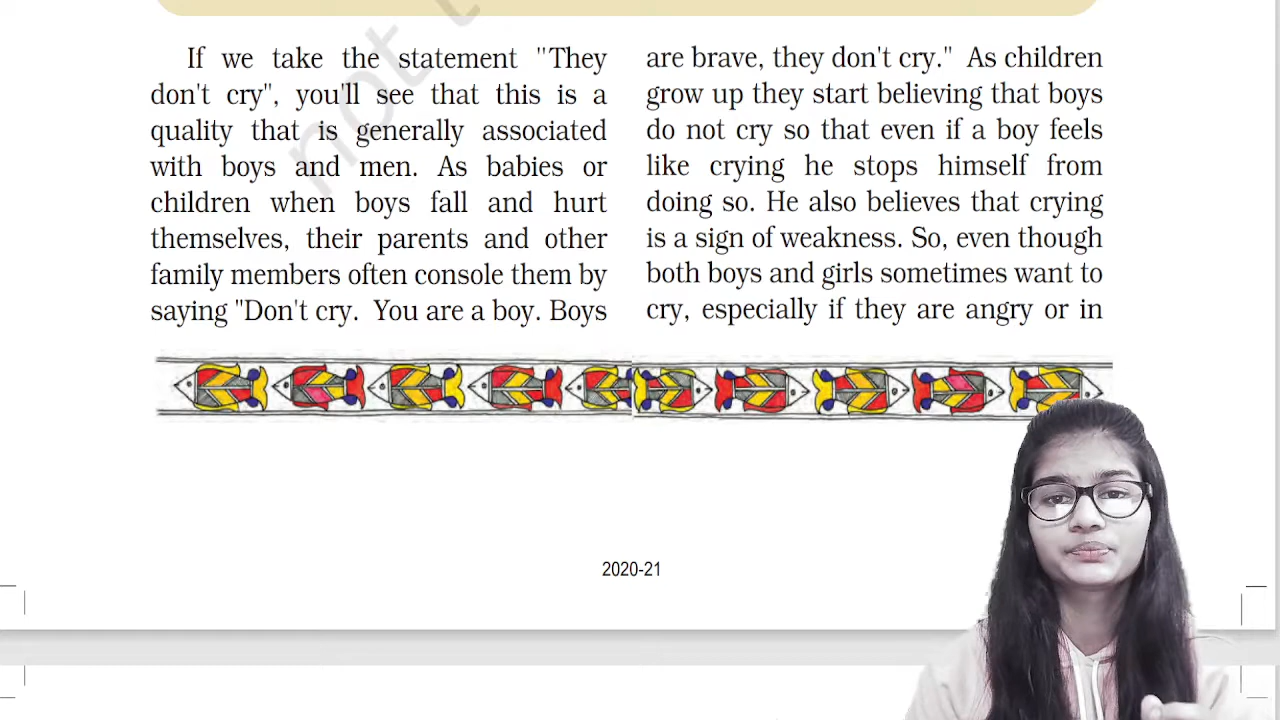 If we take the statement "They
don't cry", you'll see that this is a
quality that is generally associated
with boys and men. As babies or
children when boys fall and hurt
themselves, their parents and other
family members often console them by
saying "Don't cry. You are a boy. Boys
are brave, they don't cry." As children
grow up they start believing that boys
do not cry so that even if a boy feels
like crying he stops himself from
doing so. He also believes that crying
is a sign of weakness. So, even though
both boys and girls sometimes want to
cry, especially if they are angry or in
not t
2020-21